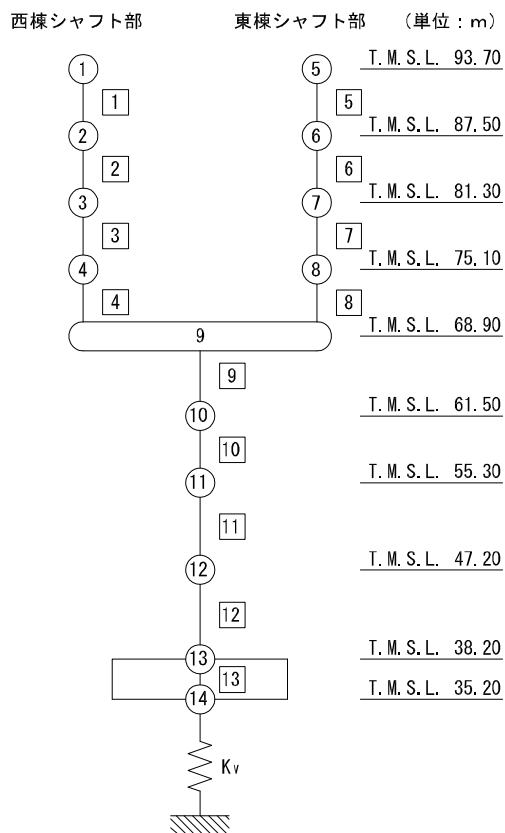 西棟シャフト部 東棟シャフト部 (単位:m)
1 5 T.M.S.L. 93.70
1 5
2 6 T.M.S.L. 87.50
2 6
3 7 T.M.S.L. 81.30
3 7
4 8 T.M.S.L. 75.10
4 8
9 T.M.S.L. 68.90
9
10 T.M.S.L. 61.50
10
11 T.M.S.L. 55.30
11
12 T.M.S.L. 47.20
12
13 T.M.S.L. 38.20
13
14 T.M.S.L. 35.20
Kv